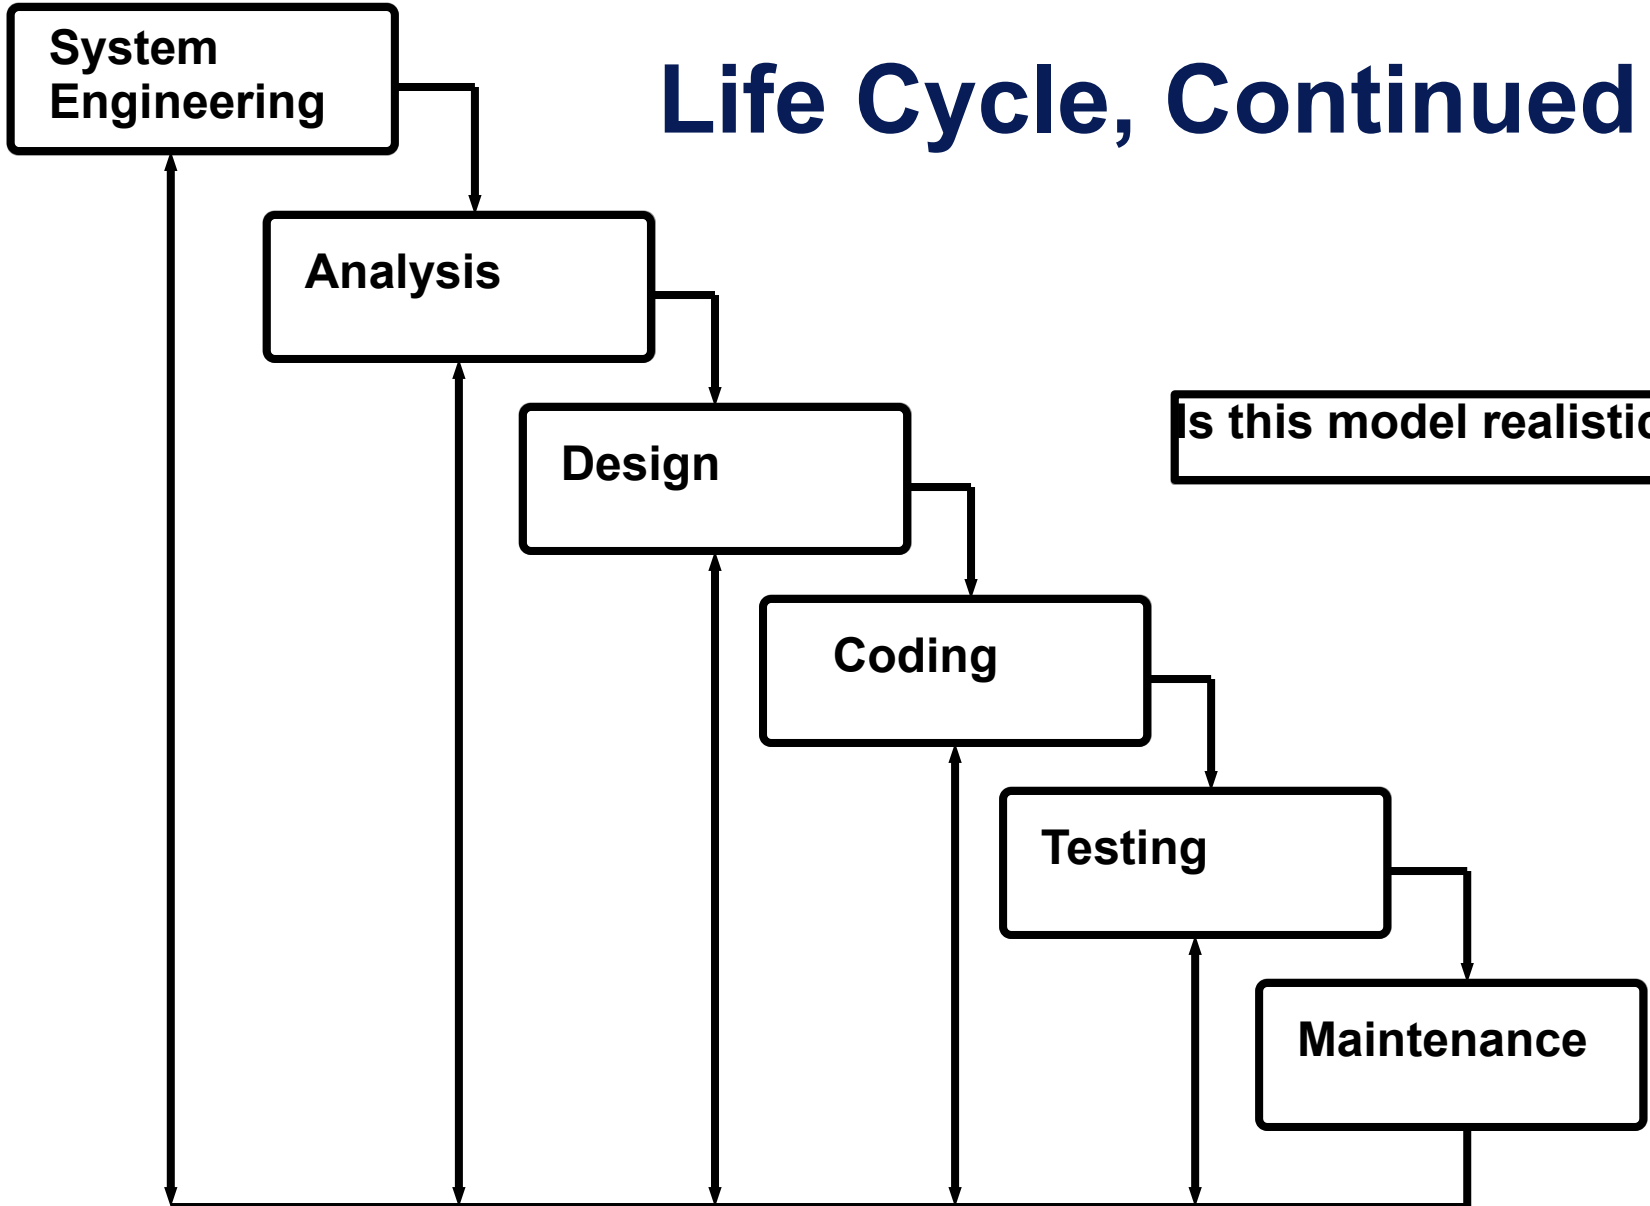 System
Engineering
Life Cycle, Continued
Analysis
Is this model realistic
Design
Coding
Testing
Maintenance